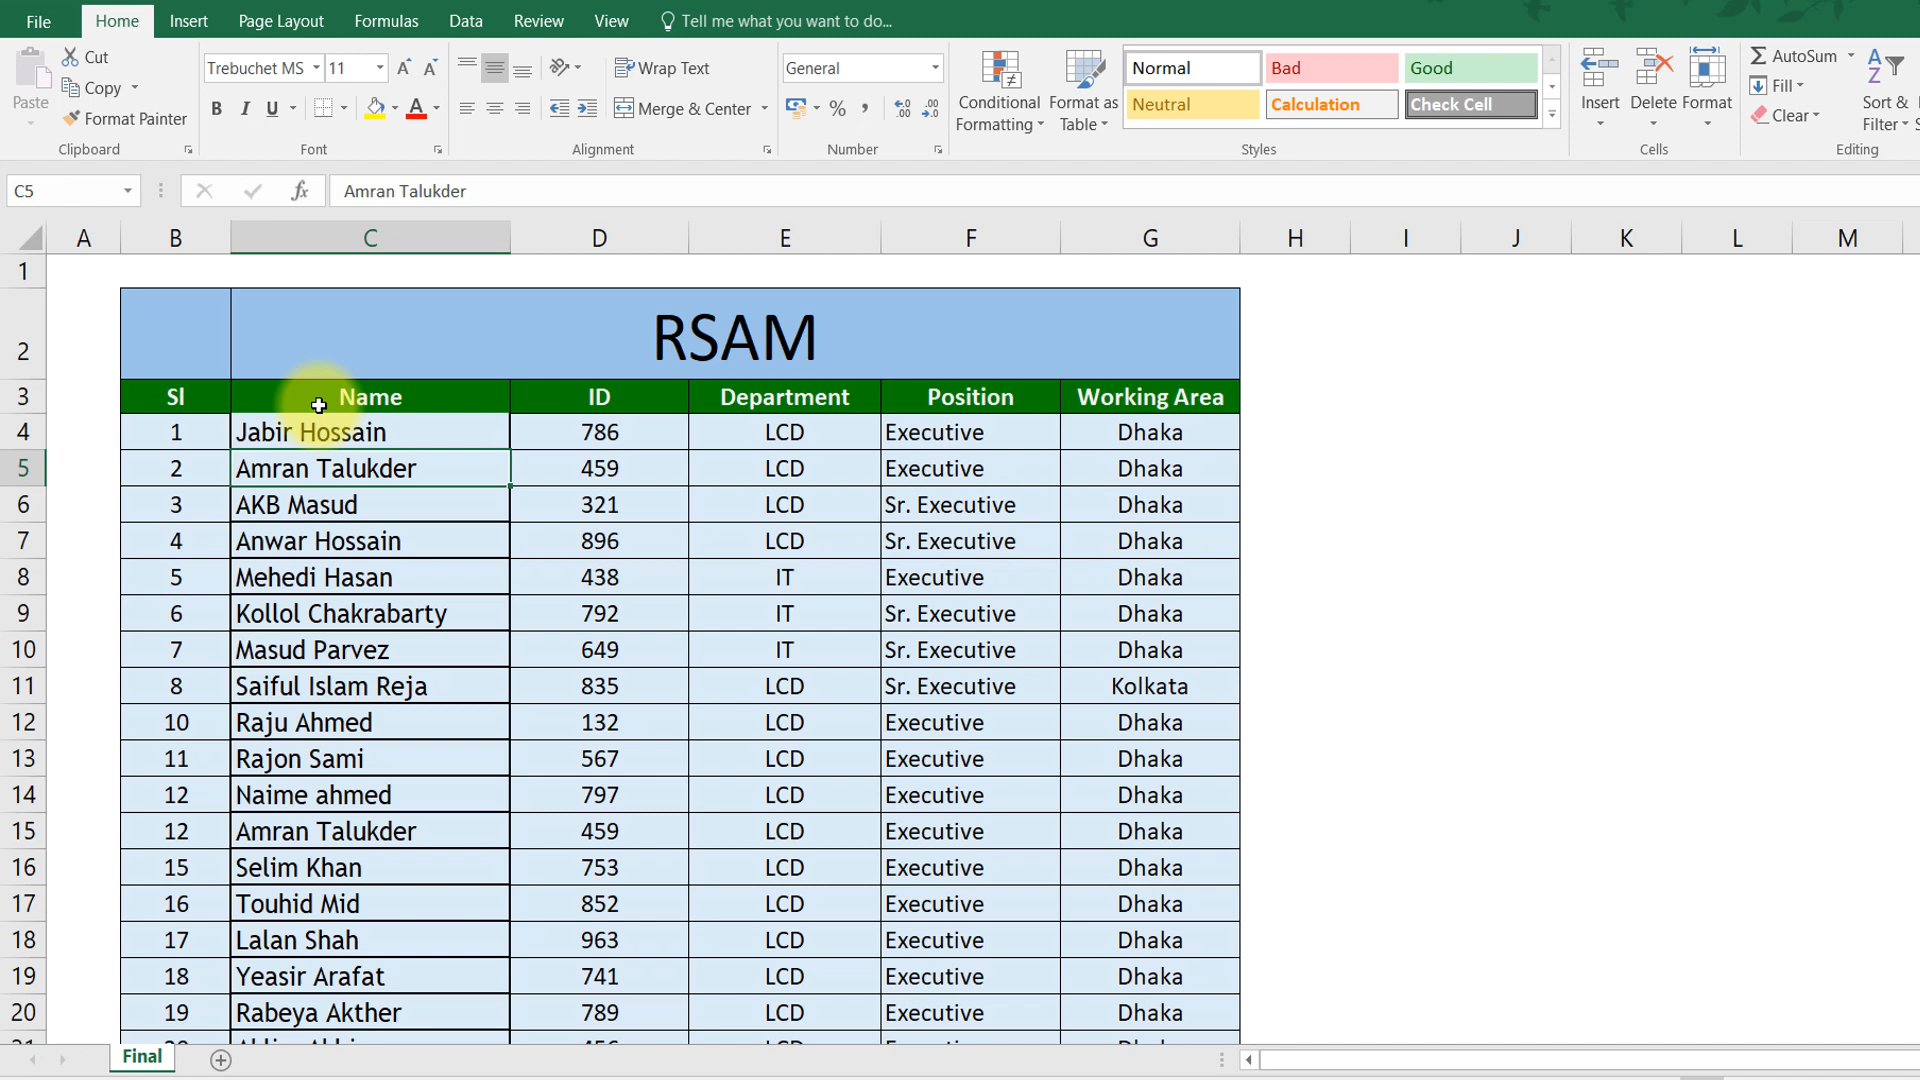 File Home Insert Page Layout Formulas Data Review View Tell me what you want to do...
Paste Cut Copy Format Painter Clipboard
Trebuchet MS 11 B I U A Font
Wrap Text Merge & Center Alignment
General % Number
Conditional Formatting Format as Table Normal Bad Good Neutral Calculation Check Cell Styles
Insert Delete Format Cells
AutoSum Fill Clear Sort & Filter Editing
C5 fx Amran Talukder
A B C D E F G H I J K L M
1
2 RSAM
3 Sl Name ID Department Position Working Area
4 1 Jabir Hossain 786 LCD Executive Dhaka
5 2 Amran Talukder 459 LCD Executive Dhaka
6 3 AKB Masud 321 LCD Sr. Executive Dhaka
7 4 Anwar Hossain 896 LCD Sr. Executive Dhaka
8 5 Mehedi Hasan 438 IT Executive Dhaka
9 6 Kollol Chakrabarty 792 IT Sr. Executive Dhaka
10 7 Masud Parvez 649 IT Sr. Executive Dhaka
11 8 Saiful Islam Reja 835 LCD Sr. Executive Kolkata
12 10 Raju Ahmed 132 LCD Executive Dhaka
13 11 Rajon Sami 567 LCD Executive Dhaka
14 12 Naime ahmed 797 LCD Executive Dhaka
15 12 Amran Talukder 459 LCD Executive Dhaka
16 15 Selim Khan 753 LCD Executive Dhaka
17 16 Touhid Mid 852 LCD Executive Dhaka
18 17 Lalan Shah 963 LCD Executive Dhaka
19 18 Yeasir Arafat 741 LCD Executive Dhaka
20 19 Rabeya Akther 789 LCD Executive Dhaka
Final